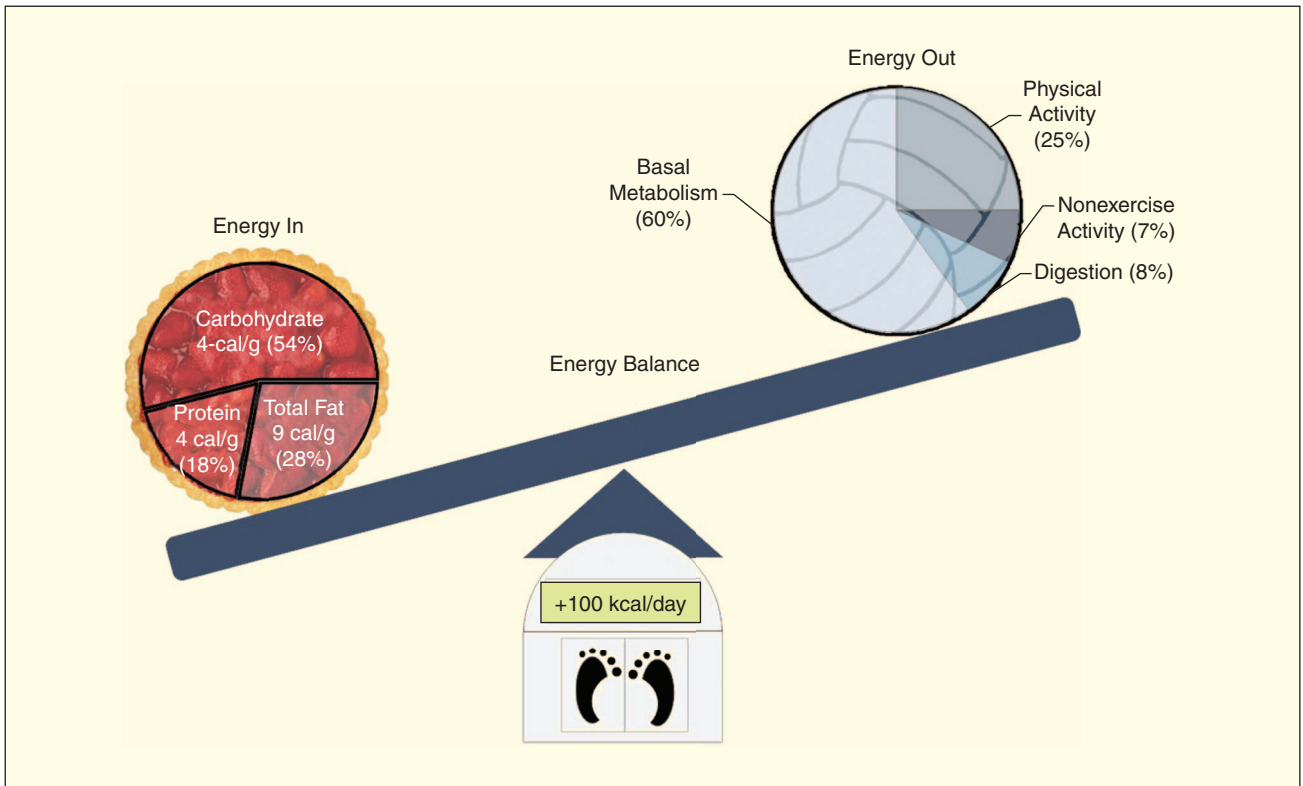 Energy Out
Physical
Activity
(25%)
Basal
Metabolism
(60%)
Nonexercise
Activity (7%)
Digestion (8%)
Energy In
Carbohydrate
4-cal/g (54%)
Protein
4 cal/g
(18%)
Total Fat
9 cal/g
(28%)
Energy Balance
+100 kcal/day